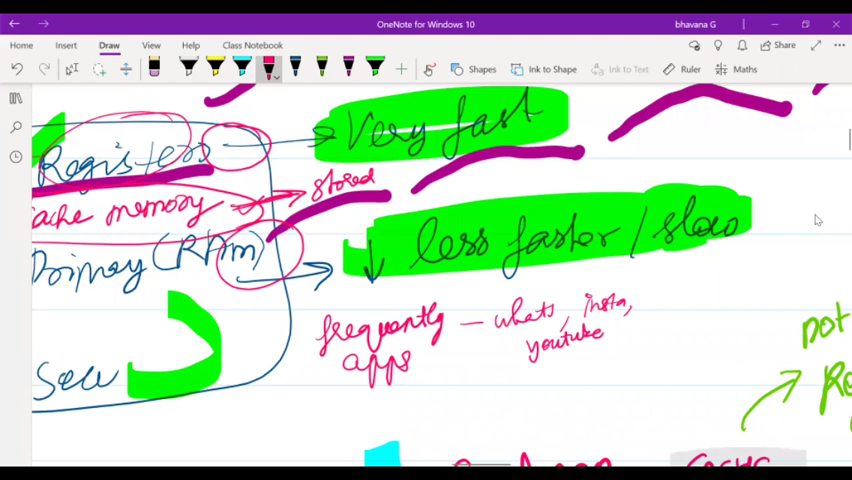 OneNote for Windows 10
bhavana G
Home Insert Draw View Help Class Notebook
Share
Shapes Ink to Shape Ink to Text Ruler Maths
Very fast
Registers
stored
ache memory
less faster / slow
Primary (RAM)
frequently - whats, insta,
apps youtube
not
Re